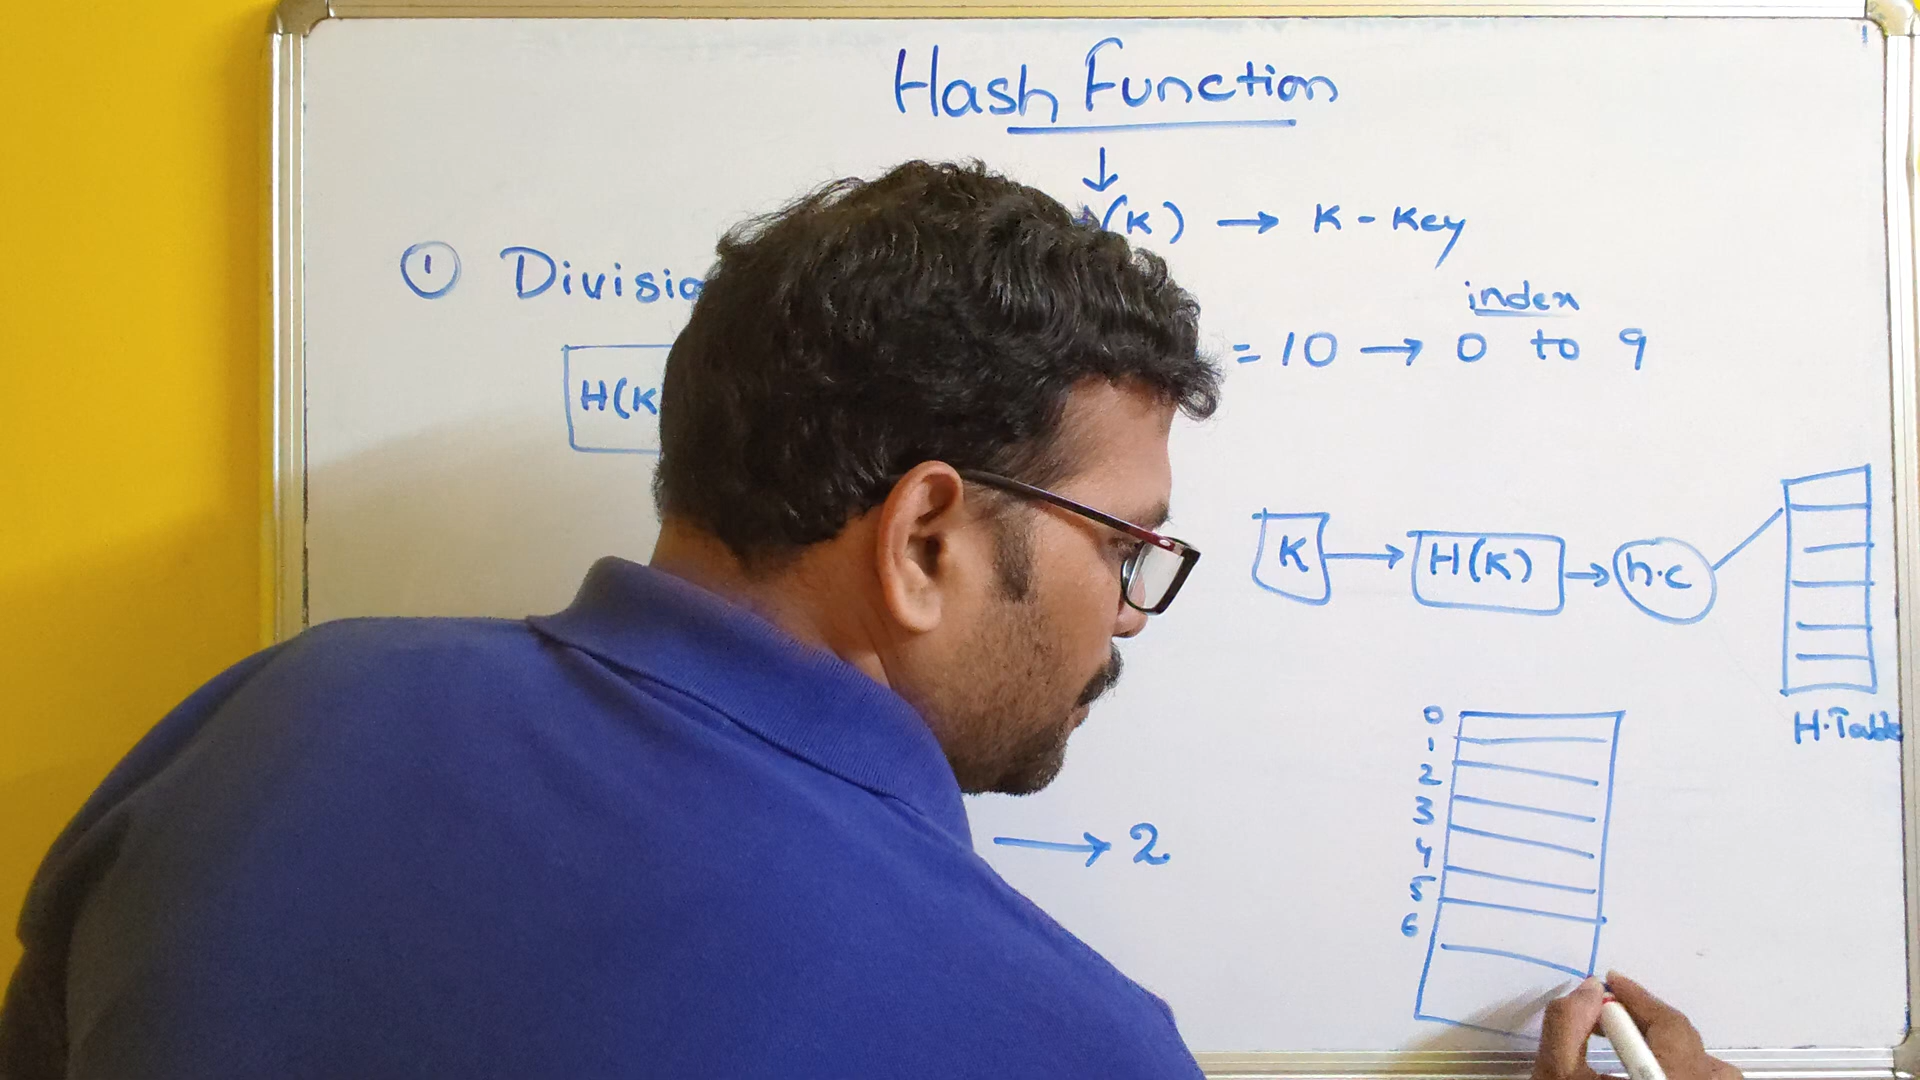 Hash Function
↓
(K) → K - Key
① Divisio
index
= 10 → 0 to 9
H(K
K → H(K) → h.c
H.Table
0
1
2
3
4
5
6
→ 2